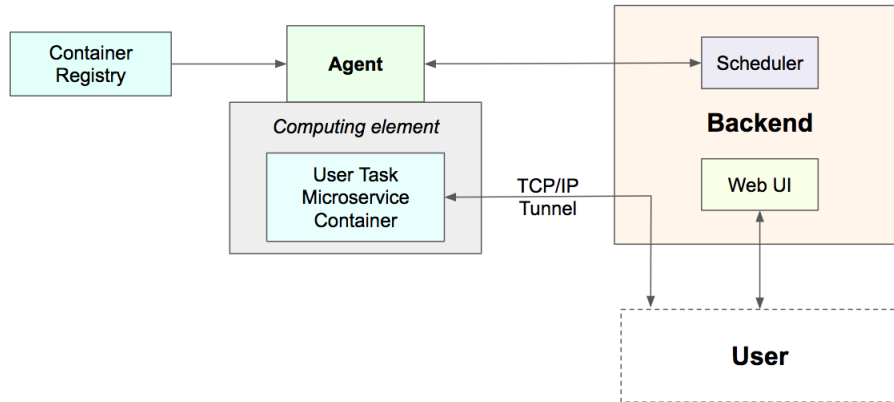 Container
Registry
Agent
Computing element
User Task
Microservice
Container
TCP/IP
Tunnel
Scheduler
Backend
Web UI
User